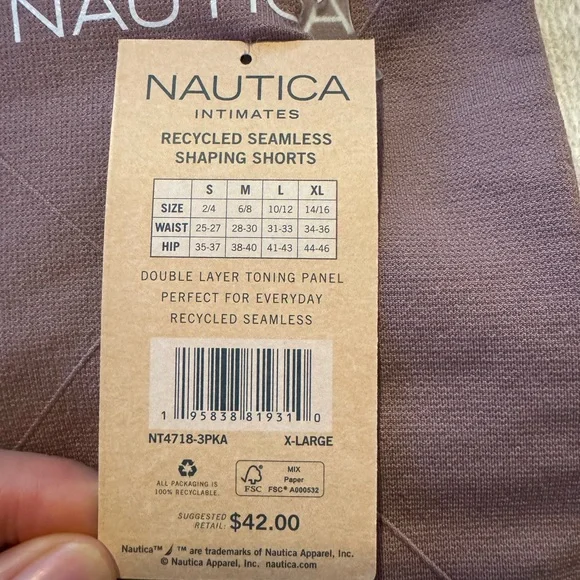 NAUTICA
NAUTICA
INTIMATES
RECYCLED SEAMLESS
SHAPING SHORTS
S M L XL
SIZE 2/4 6/8 10/12 14/16
WAIST 25-27 28-30 31-33 34-36
HIP 35-37 38-40 41-43 44-46
DOUBLE LAYER TONING PANEL
PERFECT FOR EVERYDAY
RECYCLED SEAMLESS
1 95838 81931 0
NT4718-3PKA X-LARGE
ALL PACKAGING IS
100% RECYCLABLE.
FSC
MIX
Paper
FSC® A000532
SUGGESTED
RETAIL: $42.00
Nautica™ ™ are trademarks of Nautica Apparel, Inc.
© Nautica Apparel, Inc. nautica.com